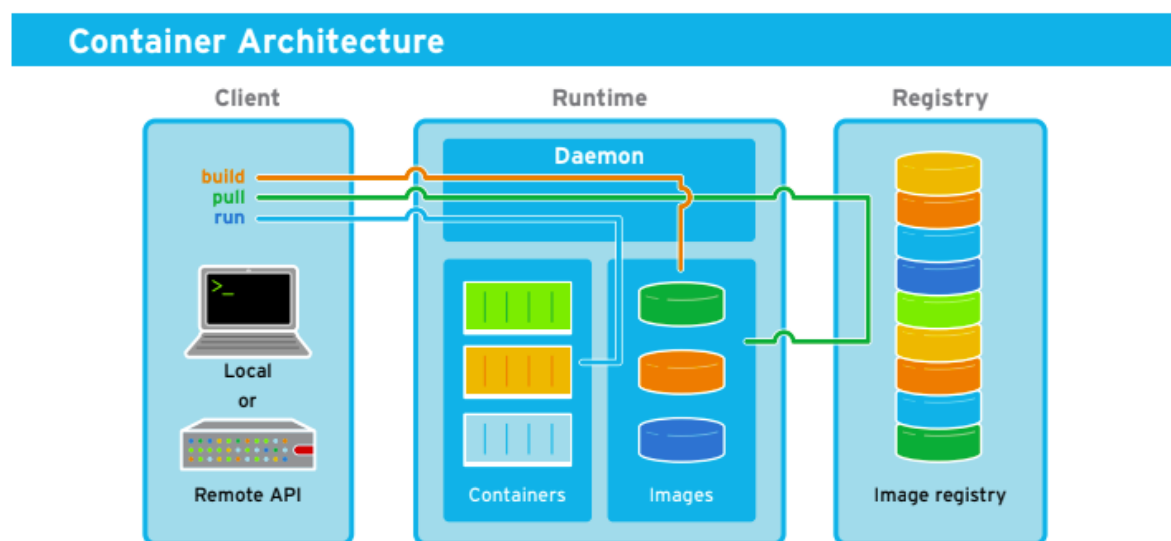 Container Architecture
Client
Runtime
Registry
Daemon
build
pull
run
>_
Local
or
Remote API
Containers
Images
Image registry